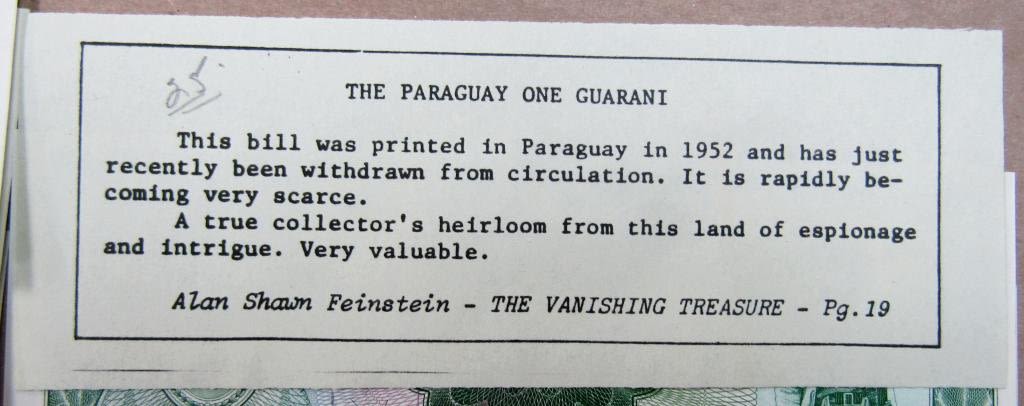 THE PARAGUAY ONE GUARANI
This bill was printed in Paraguay in 1952 and has just
recently been withdrawn from circulation. It is rapidly be-
coming very scarce.
A true collector's heirloom from this land of espionage
and intrigue. Very valuable.
Alan Shawn Feinstein - THE VANISHING TREASURE - Pg.19